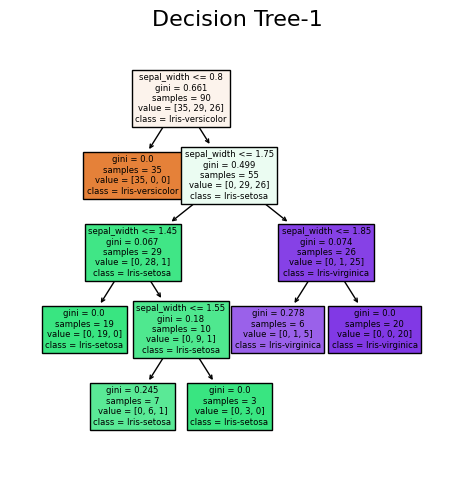 Decision Tree-1
sepal_width <= 0.8
gini = 0.661
samples = 90
value = [35, 29, 26]
class = Iris-versicolor
gini = 0.0
samples = 35
value = [35, 0, 0]
class = Iris-versicolor
sepal_width <= 1.75
gini = 0.499
samples = 55
value = [0, 29, 26]
class = Iris-setosa
sepal_width <= 1.45
gini = 0.067
samples = 29
value = [0, 28, 1]
class = Iris-setosa
sepal_width <= 1.85
gini = 0.074
samples = 26
value = [0, 1, 25]
class = Iris-virginica
gini = 0.0
samples = 19
value = [0, 19, 0]
class = Iris-setosa
sepal_width <= 1.55
gini = 0.18
samples = 10
value = [0, 9, 1]
class = Iris-setosa
gini = 0.278
samples = 6
value = [0, 1, 5]
class = Iris-virginica
gini = 0.0
samples = 20
value = [0, 0, 20]
class = Iris-virginica
gini = 0.245
samples = 7
value = [0, 6, 1]
class = Iris-setosa
gini = 0.0
samples = 3
value = [0, 3, 0]
class = Iris-setosa